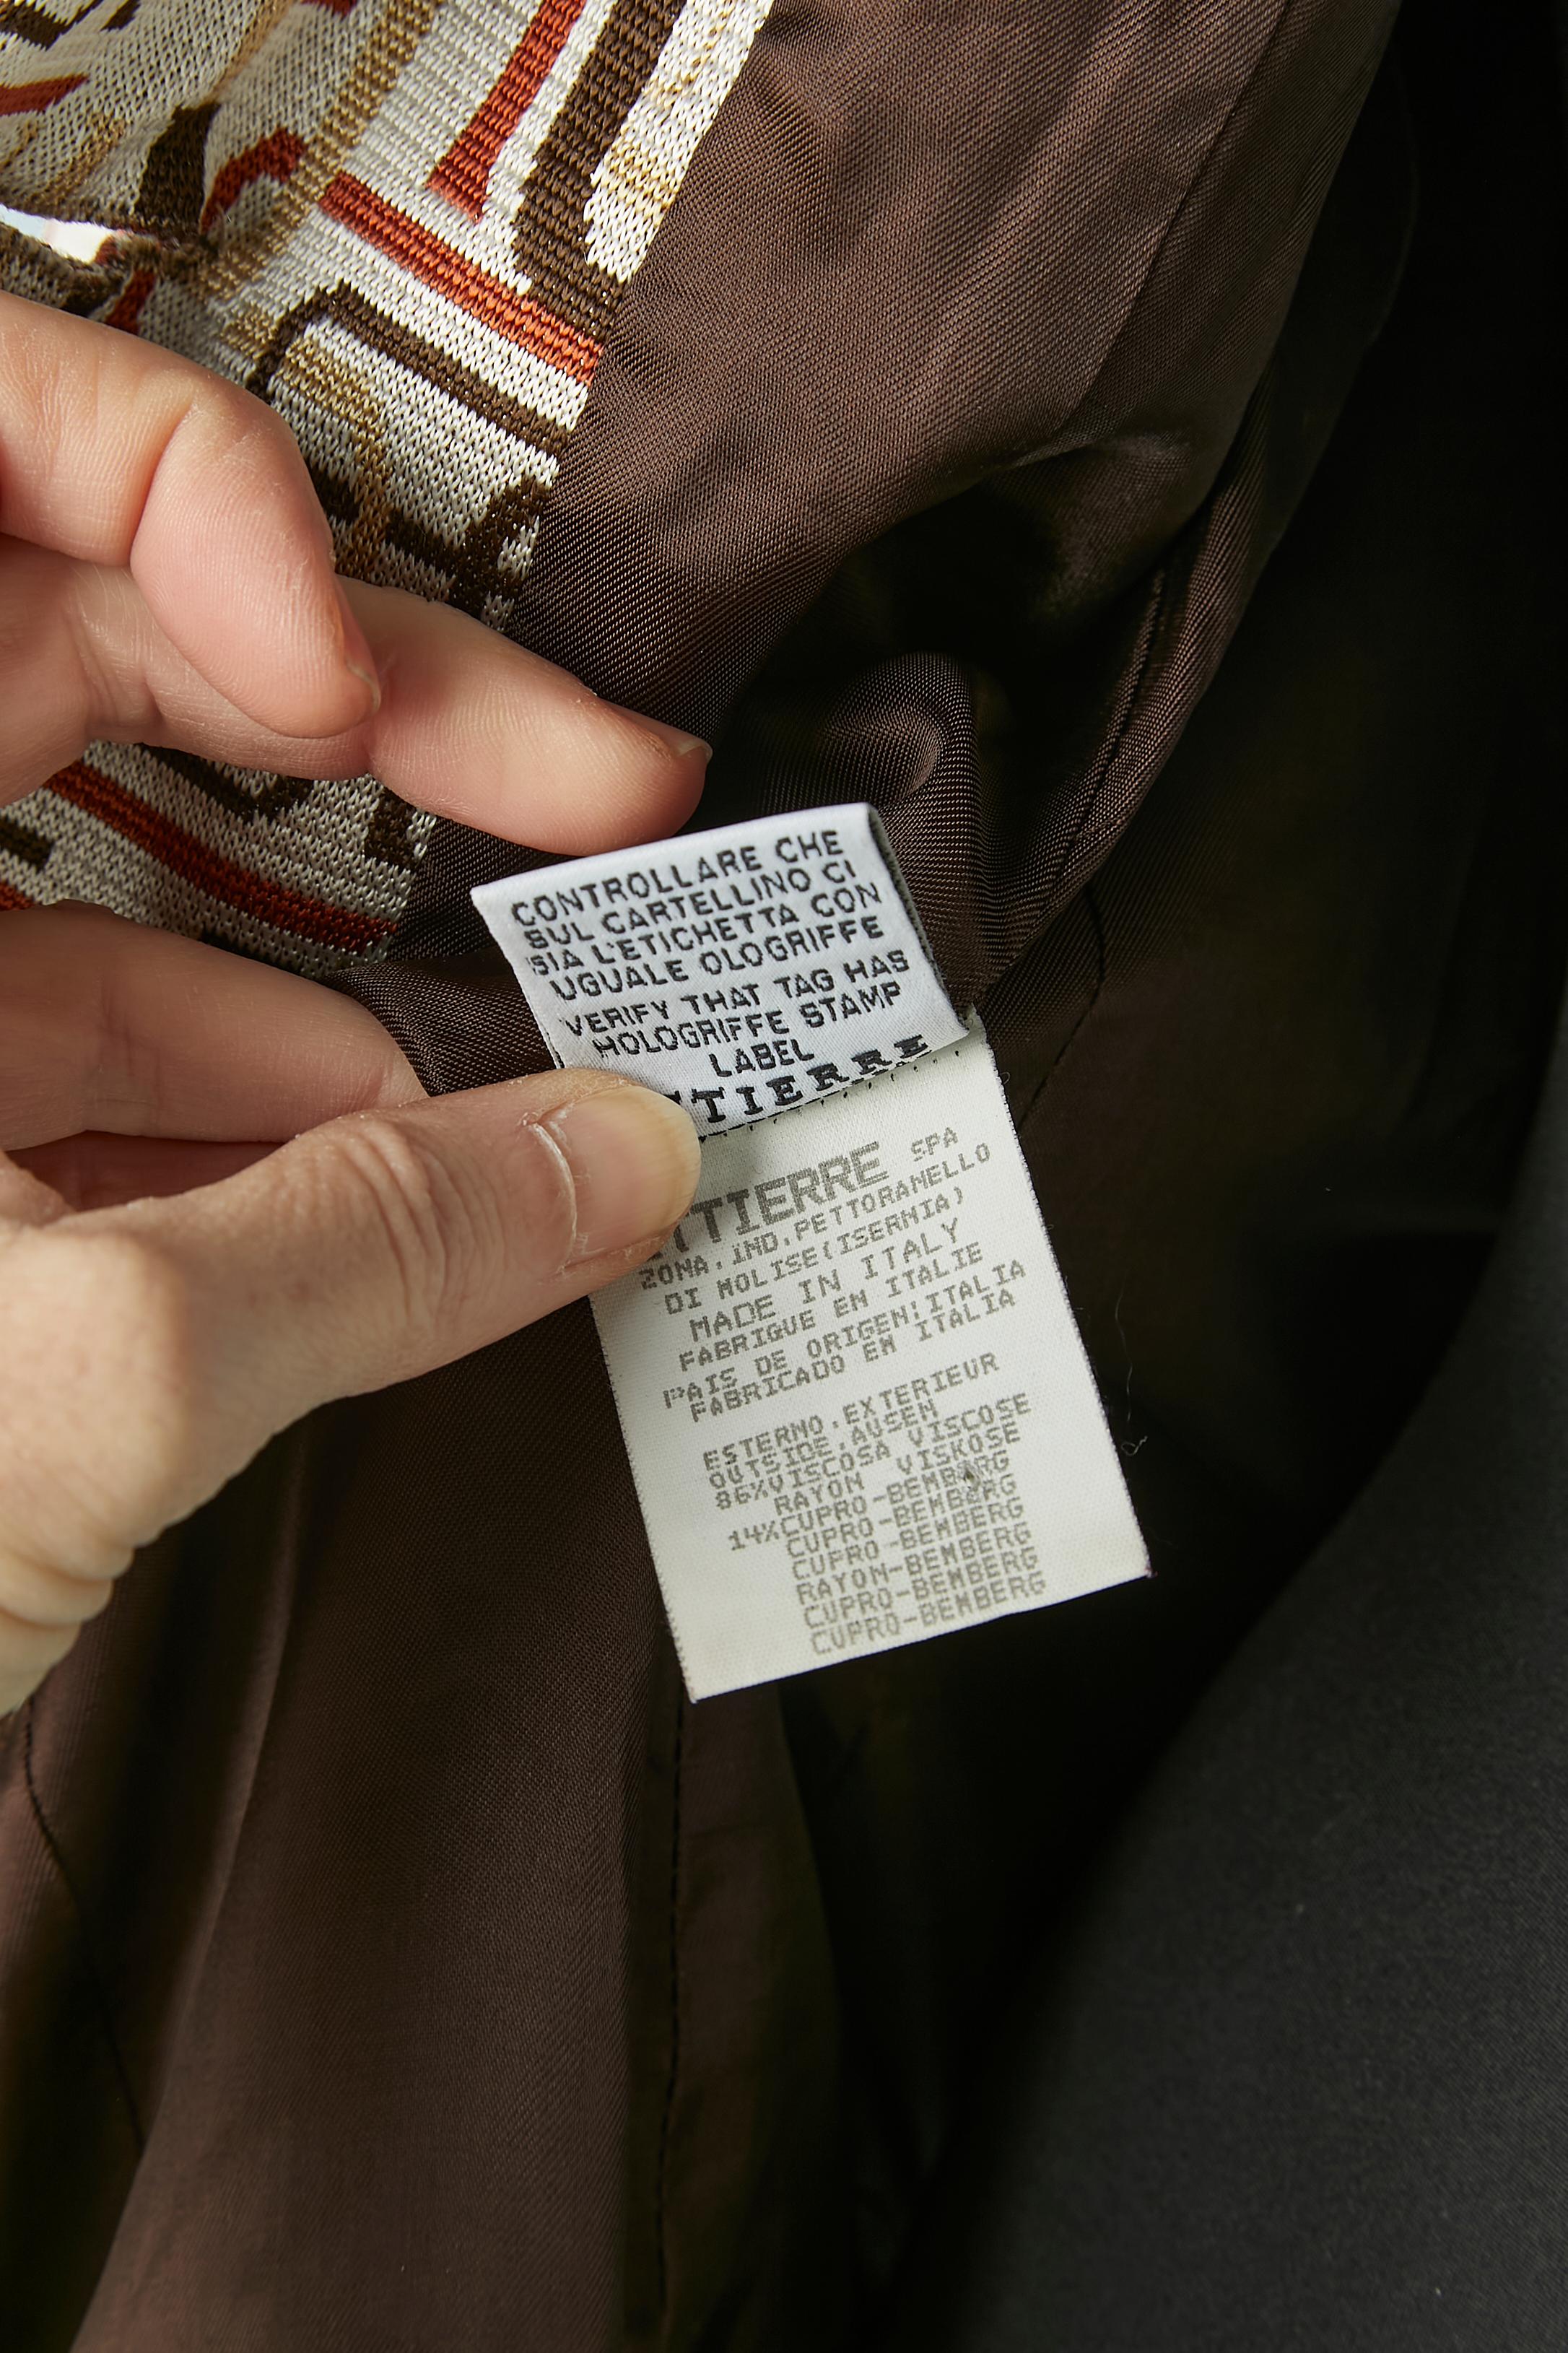 CONTROLLARE CHE
SUL CARTELLINO CI
SIA L'ETICHETTA CON
UGUALE OLOGRIFFE
VERIFY THAT TAG HAS
HOLOGRIFFE STAMP
LABEL
TTIERRE
TTIERRE SPA
ZONA.IND.PETTORANELLO
DI MOLISE(ISERNIA)
MADE IN ITALY
FABRIQUE EN ITALIE
PAIS DE ORIGEN:ITALIA
FABRICADO EM ITALIA
ESTERNO.EXTERIEUR
OUTSIDE.AUSEN
86%VISCOSA VISCOSE
RAYON VISKOSE
14%CUPRO-BEMBERG
CUPRO-BEMBERG
CUPRO-BEMBERG
RAYON-BEMBERG
CUPRO-BEMBERG
CUPRO-BEMBERG